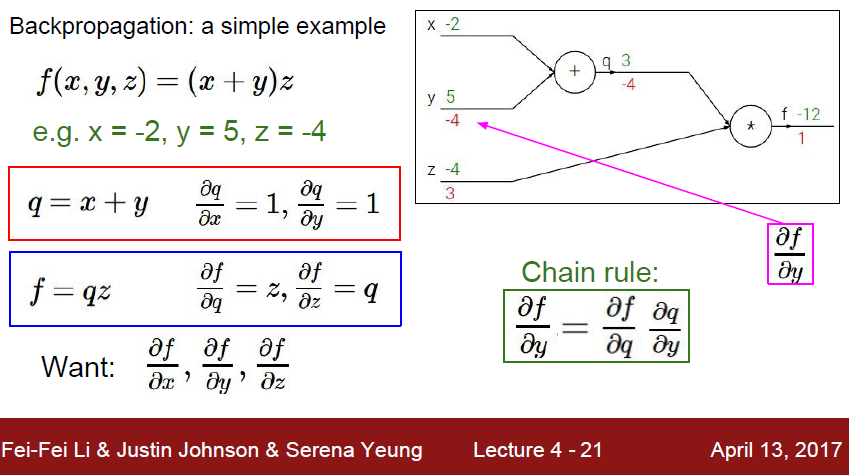 Backpropagation: a simple example
f(x, y, z) = (x + y)z
e.g. x = -2, y = 5, z = -4
q = x + y ∂q/∂x = 1, ∂q/∂y = 1
f = qz ∂f/∂q = z, ∂f/∂z = q
Want: ∂f/∂x, ∂f/∂y, ∂f/∂z
x -2
+
q 3
-4
y 5
-4
*
f -12
1
z -4
3
∂f/∂y
Chain rule:
∂f/∂y = ∂f/∂q ∂q/∂y
Fei-Fei Li & Justin Johnson & Serena Yeung Lecture 4 - 21 April 13, 2017